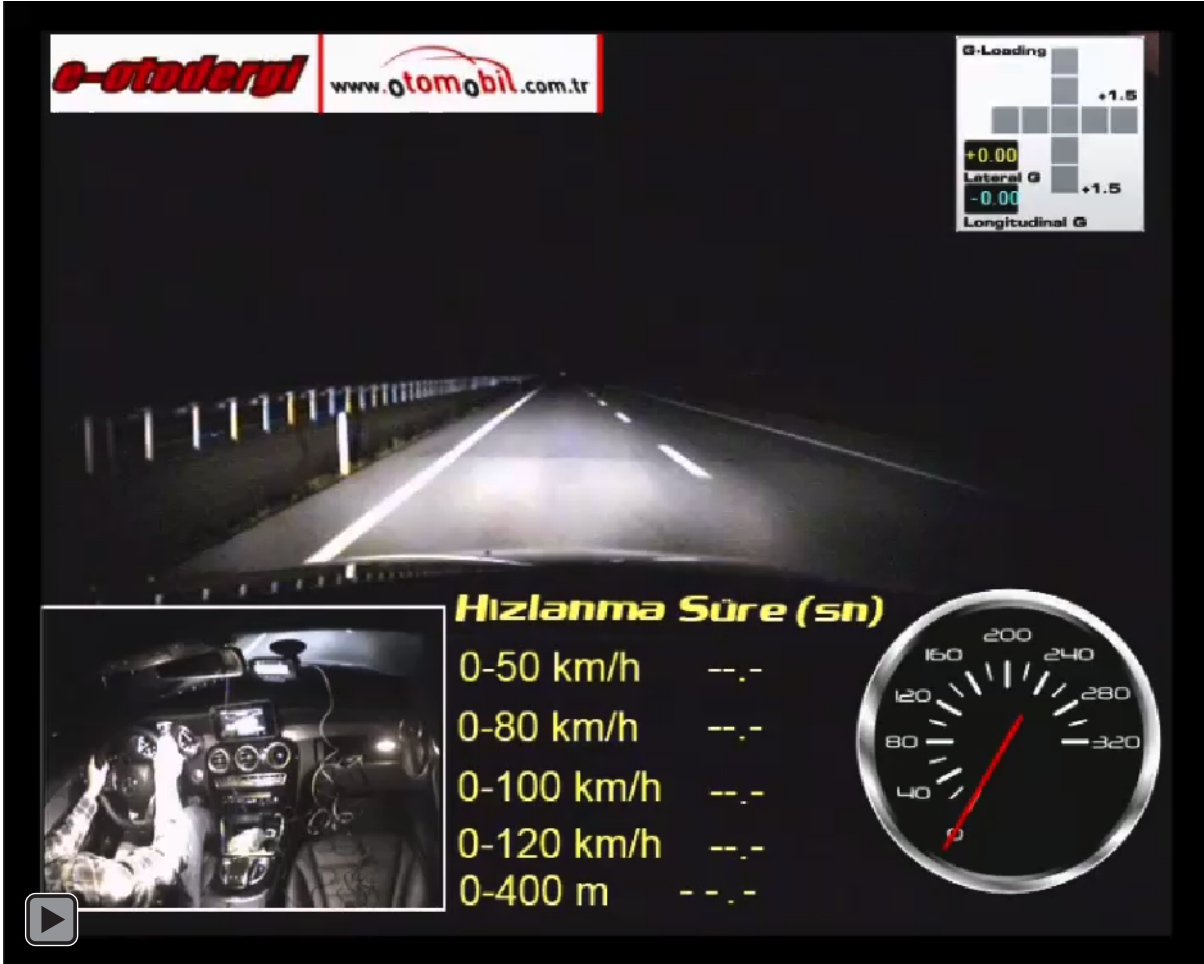 e-otodergi
www.otomobil.com.tr
G-Loading
+1.5
+0.00
Lateral G
+1.5
-0.00
Longitudinal G
Hızlanma Süre (sn)
0-50 km/h --.-
0-80 km/h --.-
0-100 km/h --.-
0-120 km/h --.-
0-400 m --.-
200
160 240
120 280
80 320
40
0